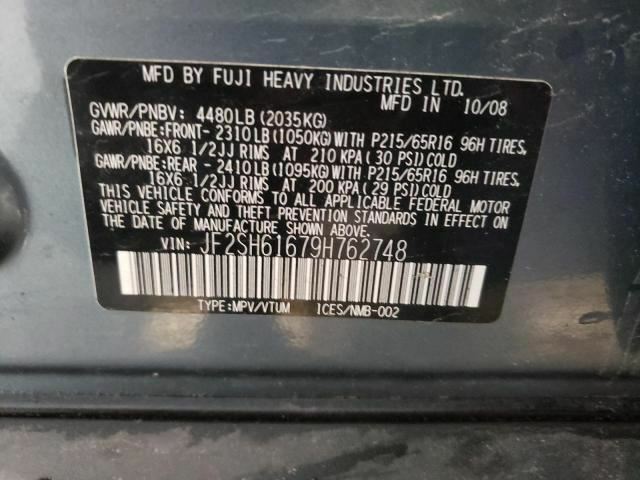 MFD BY FUJI HEAVY INDUSTRIES LTD.
MFD IN 10/08
GVWR/PNBV: 4480LB (2035KG)
GAWR/PNBE:FRONT- 2310LB(1050KG)WITH P215/65R16 96H TIRES,
16X6 1/2JJ RIMS AT 210 KPA( 30 PSI)COLD
GAWR/PNBE:REAR - 2410LB(1095KG)WITH P215/65R16 96H TIRES,
16X6 1/2JJ RIMS AT 200 KPA( 29 PSI)COLD
THIS VEHICLE CONFORMS TO ALL APPLICABLE FEDERAL MOTOR
VEHICLE SAFETY AND THEFT PREVENTION STANDARDS IN EFFECT ON
THE DATE OF MANUFACTURE SHOWN ABOVE.
VIN: JF2SH61679H762748
TYPE:MPV/VTUM ICES/NMB-002